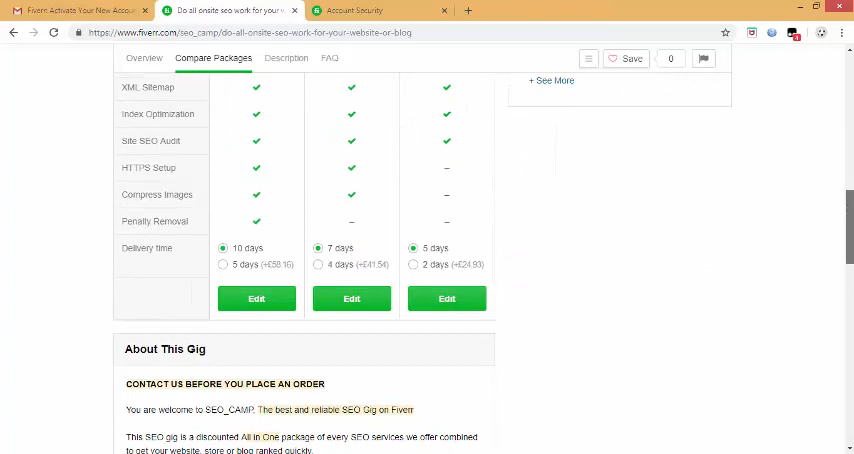 Fiverr: Activate Your New Accou
Do all onsite seo work for your w
Account Security
https://www.fiverr.com/seo_camp/do-all-onsite-seo-work-for-your-website-or-blog
Overview Compare Packages Description FAQ
Save 0
+ See More
XML Sitemap
Index Optimization
Site SEO Audit
HTTPS Setup
Compress Images
Penally Removal
Delivery time 10 days 7 days 5 days
5 days (+£58.16) 4 days (+£41.54) 2 days (+£24.93)
Edit Edit Edit
About This Gig
CONTACT US BEFORE YOU PLACE AN ORDER
You are welcome to SEO_CAMP, The best and reliable SEO Gig on Fiverr
This SEO gig is a discounted All in One package of every SEO services we offer combined
to get your website, store or blog ranked quickly.